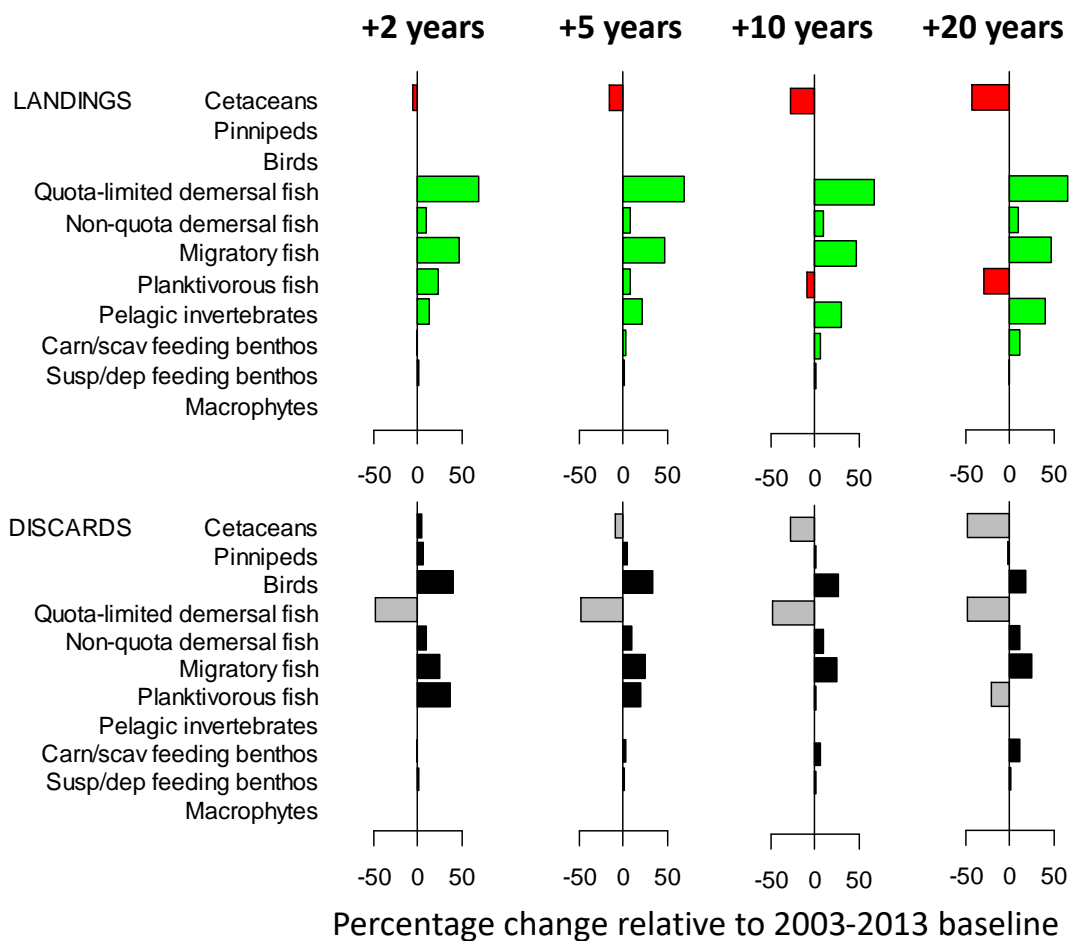 +2 years +5 years +10 years +20 years
LANDINGS Cetaceans
Pinnipeds
Birds
Quota-limited demersal fish
Non-quota demersal fish
Migratory fish
Planktivorous fish
Pelagic invertebrates
Carn/scav feeding benthos
Susp/dep feeding benthos
Macrophytes
-50 0 50 -50 0 50 -50 0 50 -50 0 50
DISCARDS Cetaceans
Pinnipeds
Birds
Quota-limited demersal fish
Non-quota demersal fish
Migratory fish
Planktivorous fish
Pelagic invertebrates
Carn/scav feeding benthos
Susp/dep feeding benthos
Macrophytes
-50 0 50 -50 0 50 -50 0 50 -50 0 50
Percentage change relative to 2003-2013 baseline